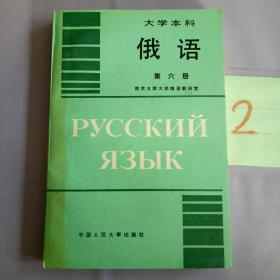 大学本科
俄语
第六册
南京大学大学俄语教研室
РУССКИЙ
ЯЗЫК
中国人民大学出版社
2